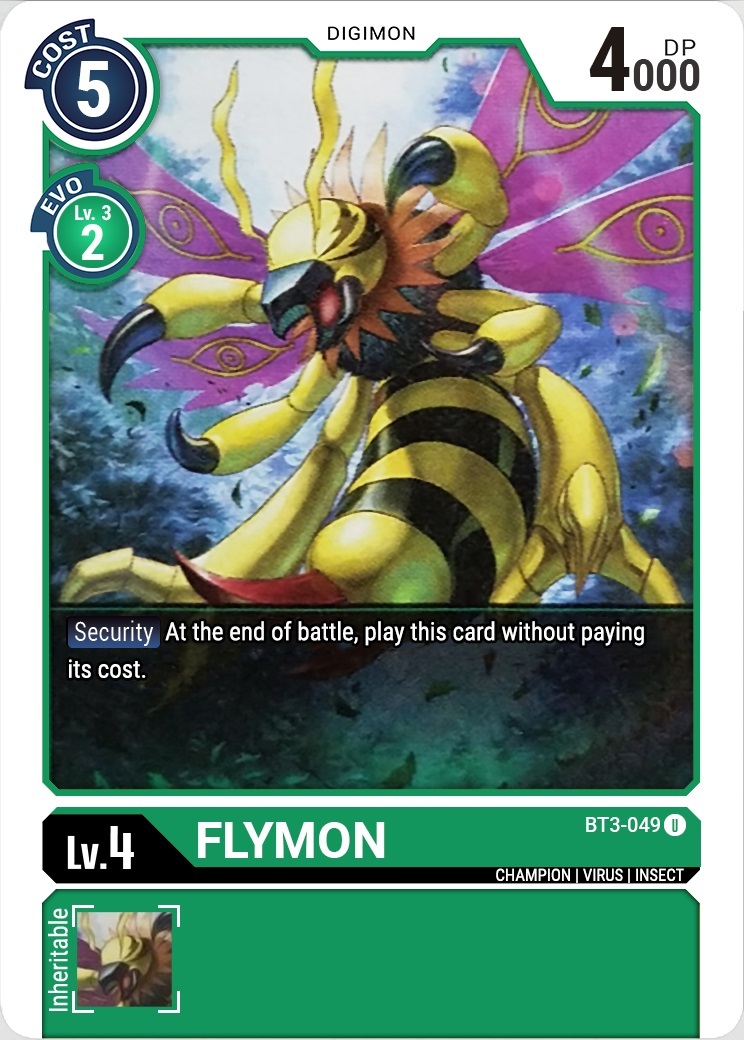 COST
5
DIGIMON
DP
4000
EVO
Lv. 3
2
Security At the end of battle, play this card without paying
its cost.
Lv.4
FLYMON
BT3-049 U
CHAMPION | VIRUS | INSECT
Inheritable